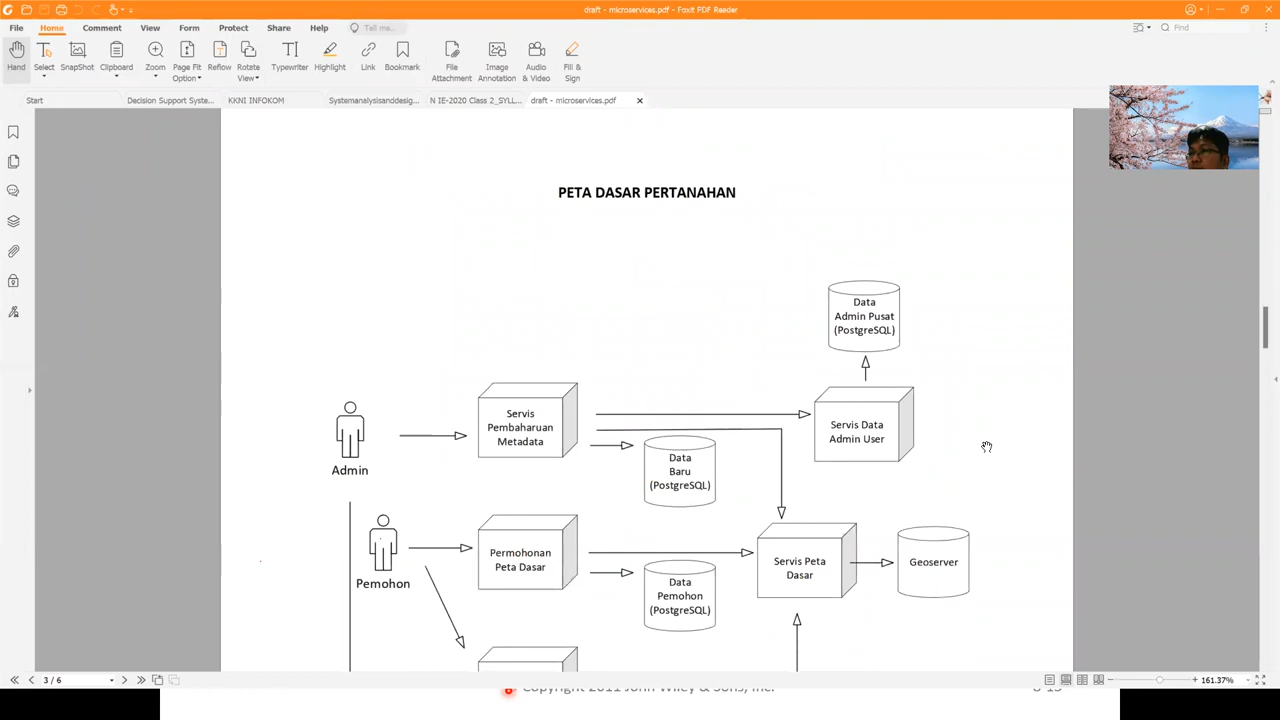 draft - microservices.pdf - Foxit PDF Reader
File Home Comment View Form Protect Share Help Tell me... Find
Hand Select SnapShot Clipboard Zoom Page Fit Option Reflow Rotate View Typewriter Highlight Link Bookmark File Attachment Image Annotation Audio & Video Fill & Sign
Start Decision Support Syste... KKNI INFOKOM Systemanalysisanddesig... N IE-2020 Class 2_SYLL... draft - microservices.pdf
PETA DASAR PERTANAHAN
Data
Admin Pusat
(PostgreSQL)
Servis
Pembaharuan
Metadata
Servis Data
Admin User
Admin
Data
Baru
(PostgreSQL)
Pemohon
Permohonan
Peta Dasar
Data
Pemohon
(PostgreSQL)
Servis Peta
Dasar
Geoserver
3 / 6
161.37%
Copyright 2011 John Wiley & Sons, Inc.